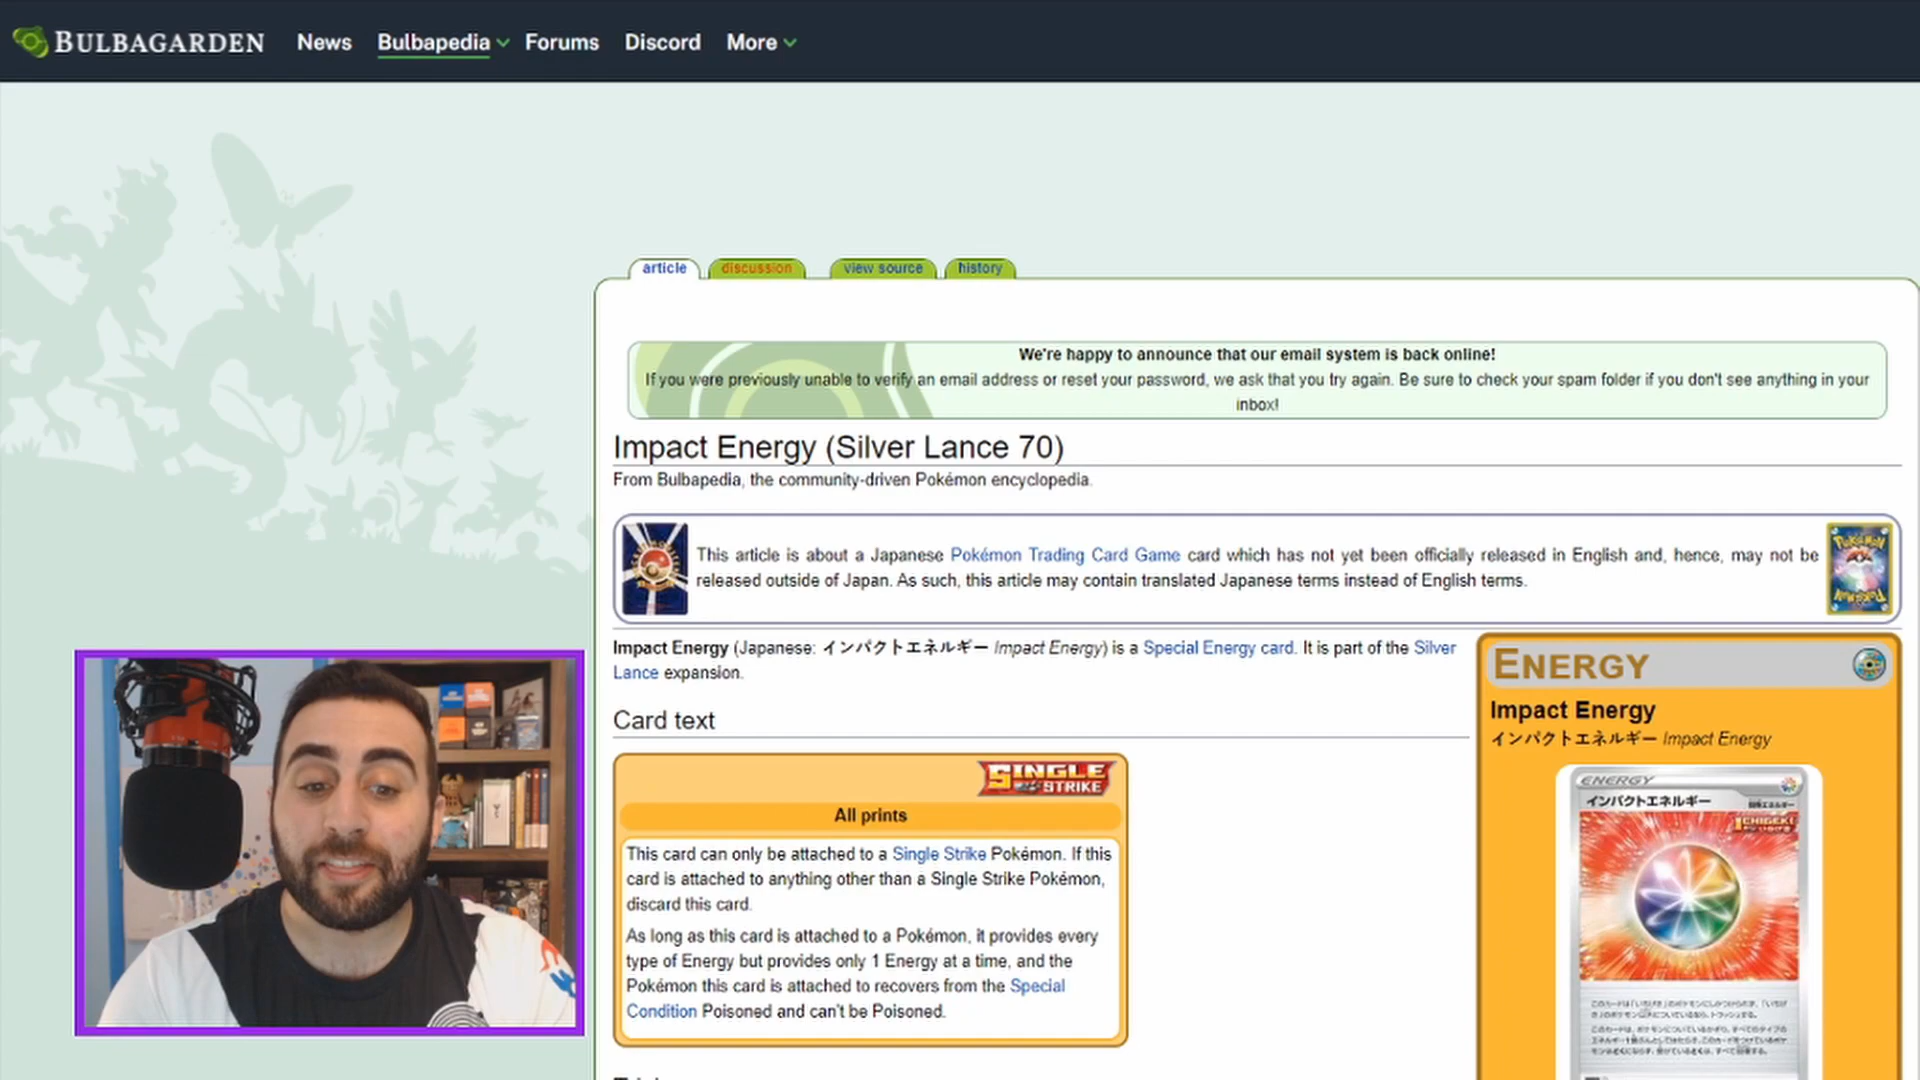 BULBAGARDEN News Bulbapedia Forums Discord More
article discussion view source history
We're happy to announce that our email system is back online!
If you were previously unable to verify an email address or reset your password, we ask that you try again. Be sure to check your spam folder if you don't see anything in your
inbox!
Impact Energy (Silver Lance 70)
From Bulbapedia, the community-driven Pokémon encyclopedia.
This article is about a Japanese Pokémon Trading Card Game card which has not yet been officially released in English and, hence, may not be
released outside of Japan. As such, this article may contain translated Japanese terms instead of English terms.
Impact Energy (Japanese: インパクトエネルギー Impact Energy) is a Special Energy card. It is part of the Silver
Lance expansion.
Card text
SINGLE
STRIKE
All prints
This card can only be attached to a Single Strike Pokémon. If this
card is attached to anything other than a Single Strike Pokémon,
discard this card.
As long as this card is attached to a Pokémon, it provides every
type of Energy but provides only 1 Energy at a time, and the
Pokémon this card is attached to recovers from the Special
Condition Poisoned and can't be Poisoned.
ENERGY
Impact Energy
インパクトエネルギー Impact Energy
ENERGY
インパクトエネルギー
ICHIGEKI